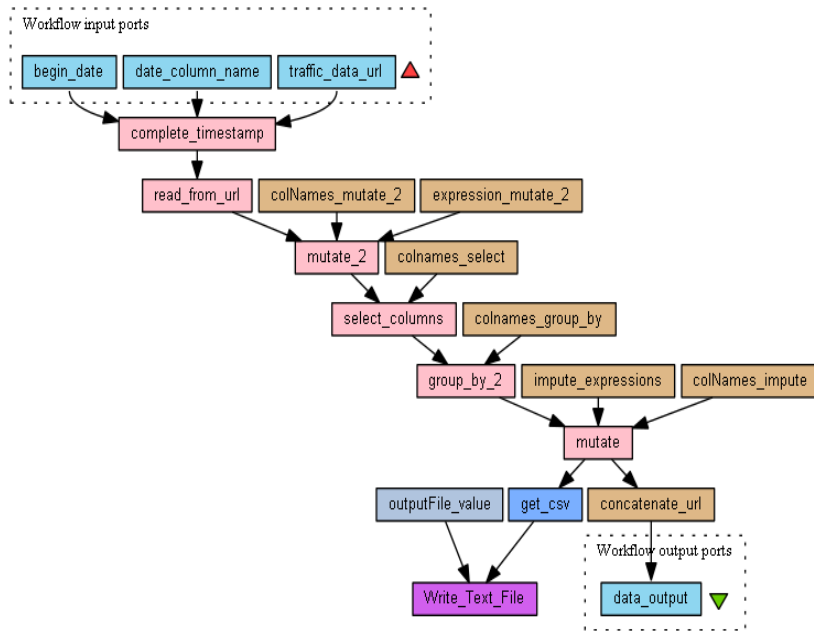 Workflow input ports
begin_date date_column_name traffic_data_url
complete_timestamp
read_from_url colNames_mutate_2 expression_mutate_2
mutate_2 colnames_select
select_columns colnames_group_by
group_by_2 impute_expressions colNames_impute
mutate
outputFile_value get_csv concatenate_url
Workflow output ports
Write_Text_File data_output